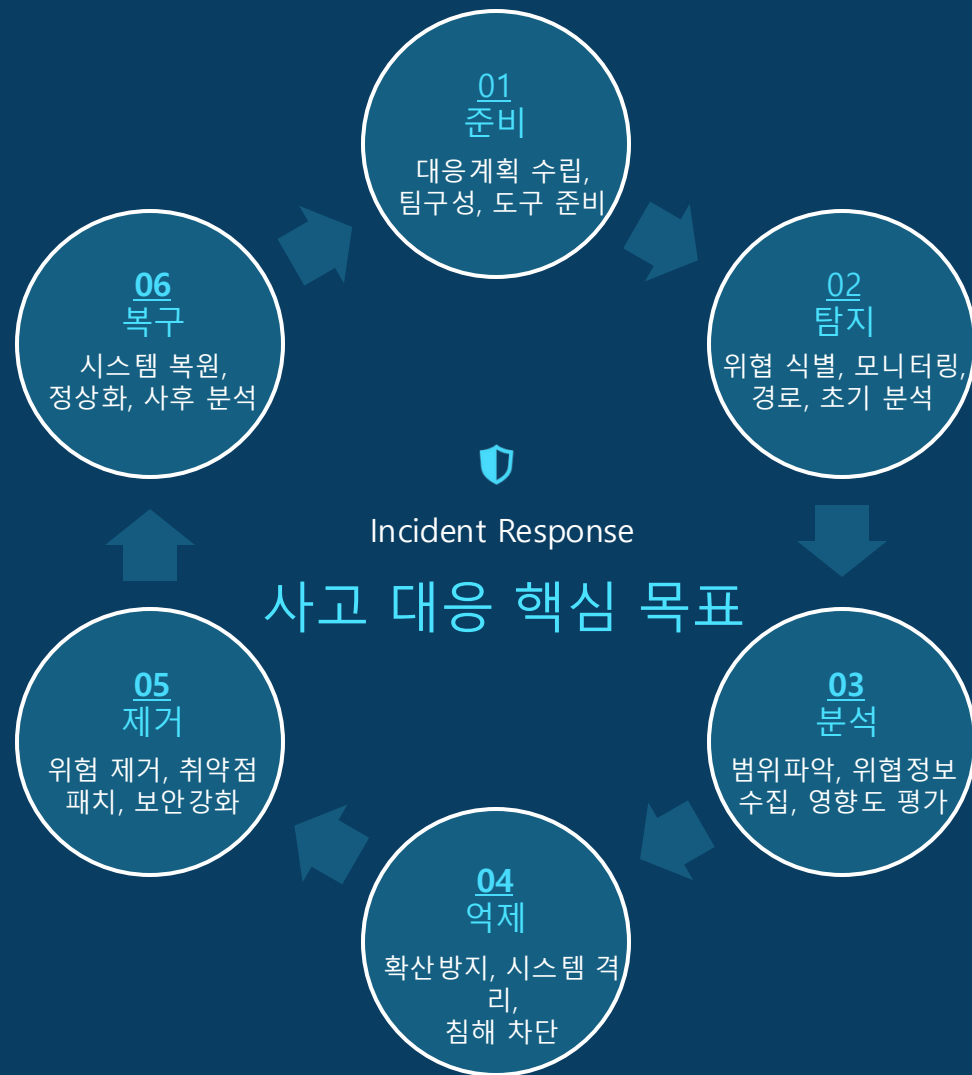 01
준비
대응계획 수립,
팀구성, 도구 준비
02
탐지
위협 식별, 모니터링,
경로, 초기 분석
03
분석
범위파악, 위협정보
수집, 영향도 평가
04
억제
확산방지, 시스템 격
리,
침해 차단
05
제거
위험 제거, 취약점
패치, 보안강화
06
복구
시스템 복원,
정상화, 사후 분석
Incident Response
사고 대응 핵심 목표